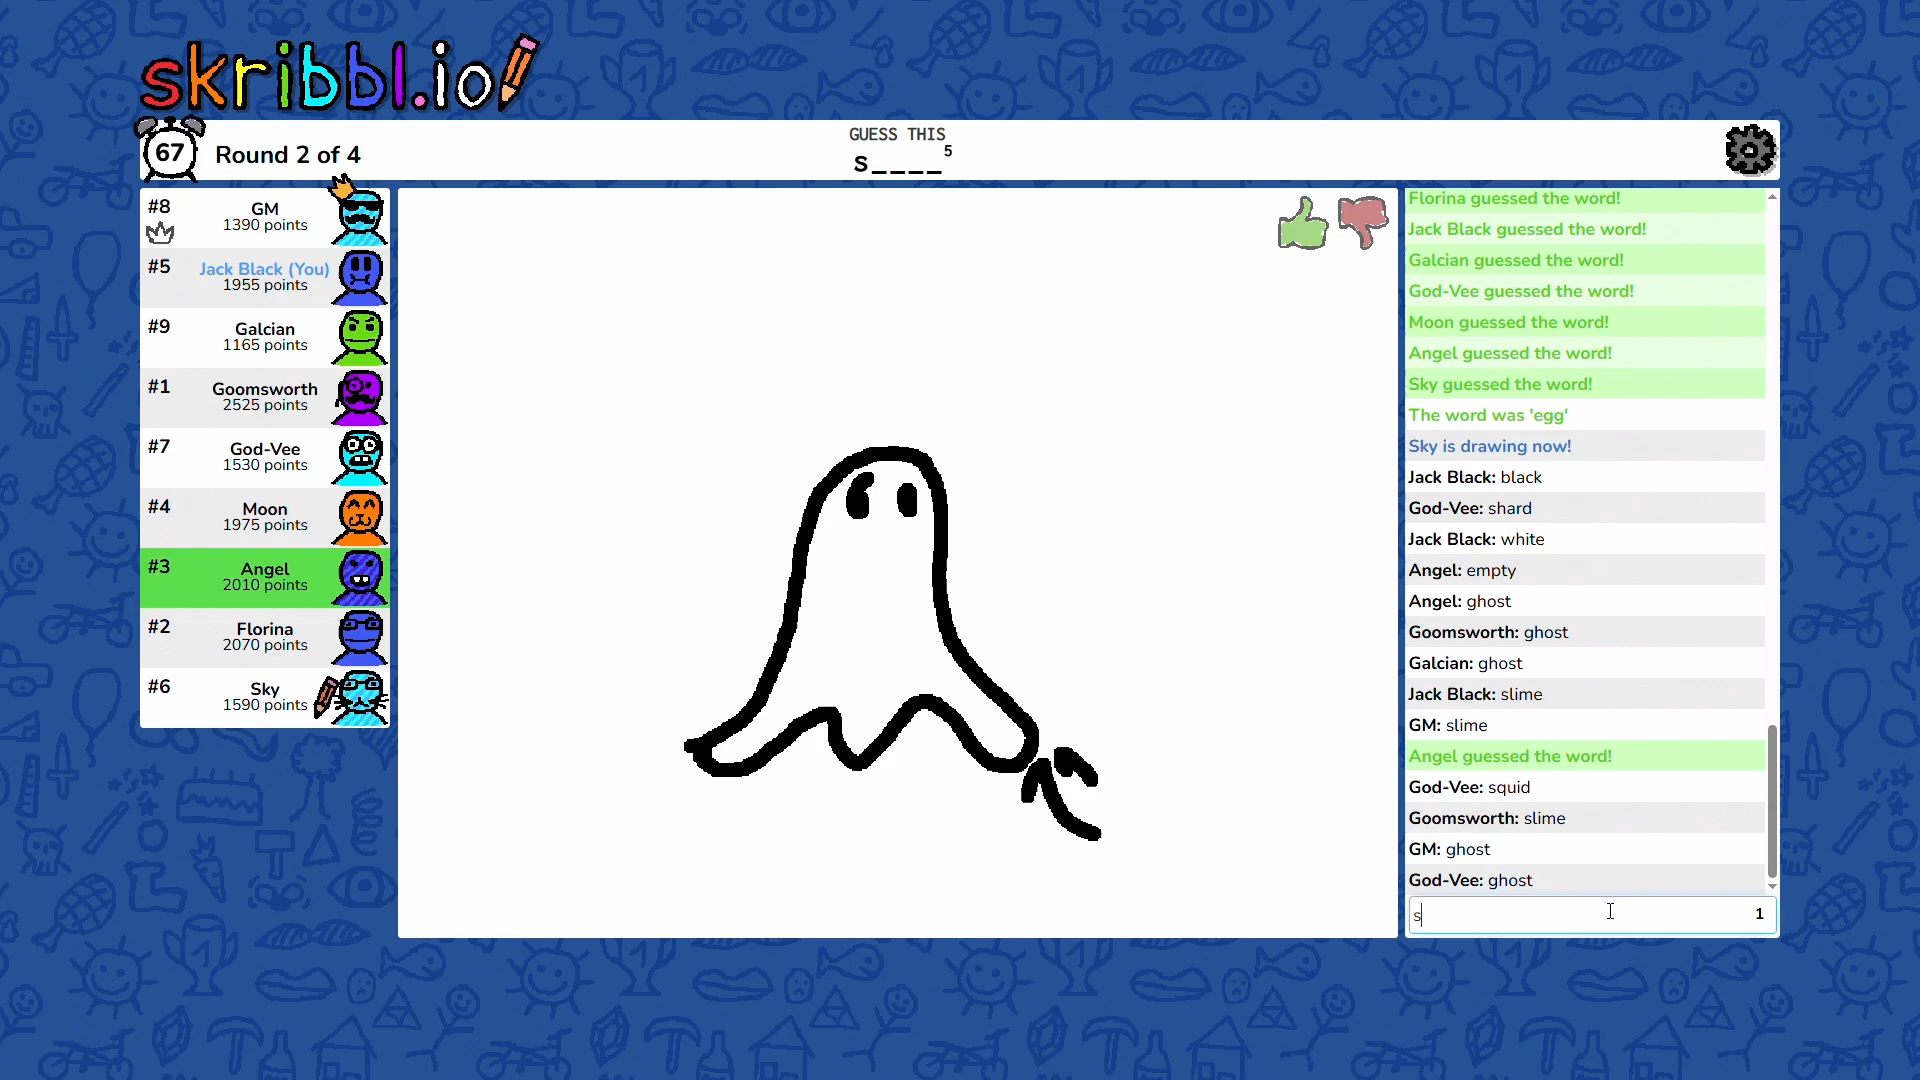 skribbl.io
67
Round 2 of 4
GUESS THIS
s____ 5
#8
GM
1390 points
#5
Jack Black (You)
1955 points
#9
Galcian
1165 points
#1
Goomsworth
2525 points
#7
God-Vee
1530 points
#4
Moon
1975 points
#3
Angel
2010 points
#2
Florina
2070 points
#6
Sky
1590 points
Florina guessed the word!
Jack Black guessed the word!
Galcian guessed the word!
God-Vee guessed the word!
Moon guessed the word!
Angel guessed the word!
Sky guessed the word!
The word was 'egg'
Sky is drawing now!
Jack Black: black
God-Vee: shard
Jack Black: white
Angel: empty
Angel: ghost
Goomsworth: ghost
Galcian: ghost
Jack Black: slime
GM: slime
Angel guessed the word!
God-Vee: squid
Goomsworth: slime
GM: ghost
God-Vee: ghost
s 1